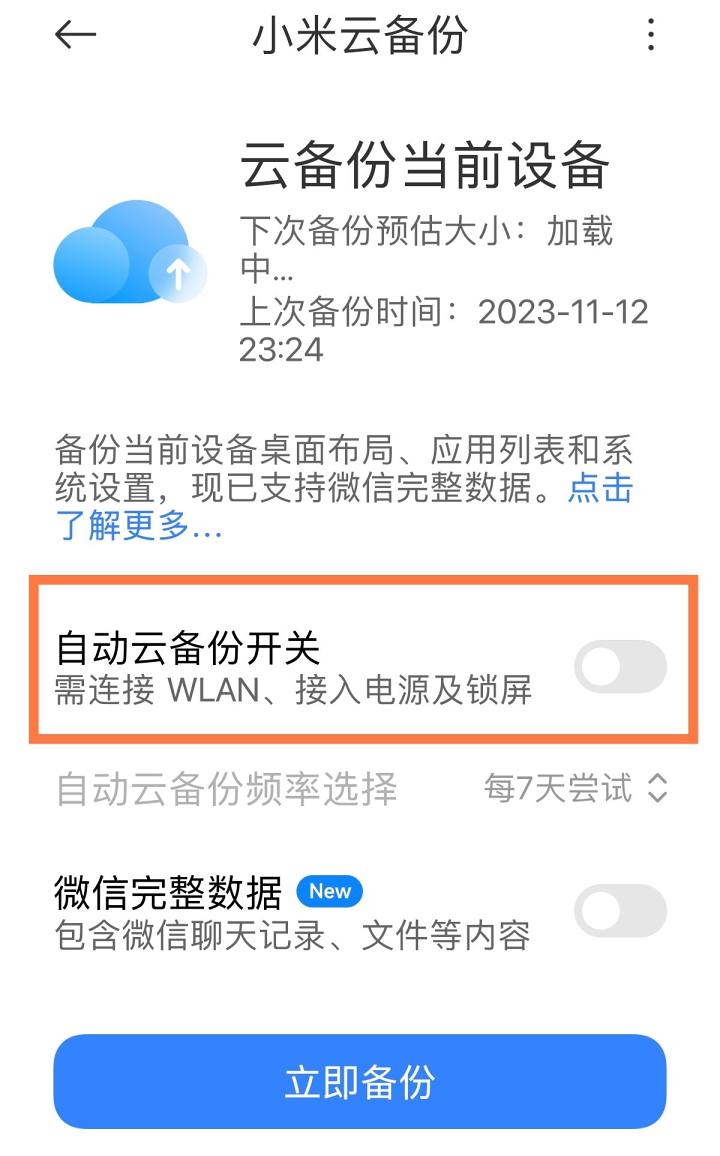 小米云备份
云备份当前设备
下次备份预估大小：加载
中...
上次备份时间：2023-11-12
23:24
备份当前设备桌面布局、应用列表和系
统设置，现已支持微信完整数据。点击
了解更多...
自动云备份开关
需连接 WLAN、接入电源及锁屏
自动云备份频率选择 每7天尝试
微信完整数据 New
包含微信聊天记录、文件等内容
立即备份